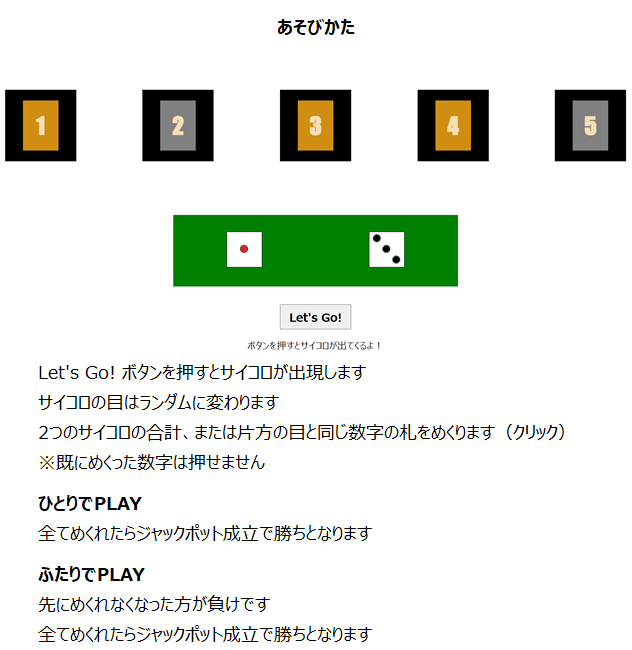 あそびかた
1 2 3 4 5
Let's Go!
ボタンを押すとサイコロが出てくるよ！
Let's Go! ボタンを押すとサイコロが出現します
サイコロの目はランダムに変わります
2つのサイコロの合計、または片方の目と同じ数字の札をめくります（クリック）
※既にめくった数字は押せません
ひとりでPLAY
全てめくれたらジャックポット成立で勝ちとなります
ふたりでPLAY
先にめくれなくなった方が負けです
全てめくれたらジャックポット成立で勝ちとなります